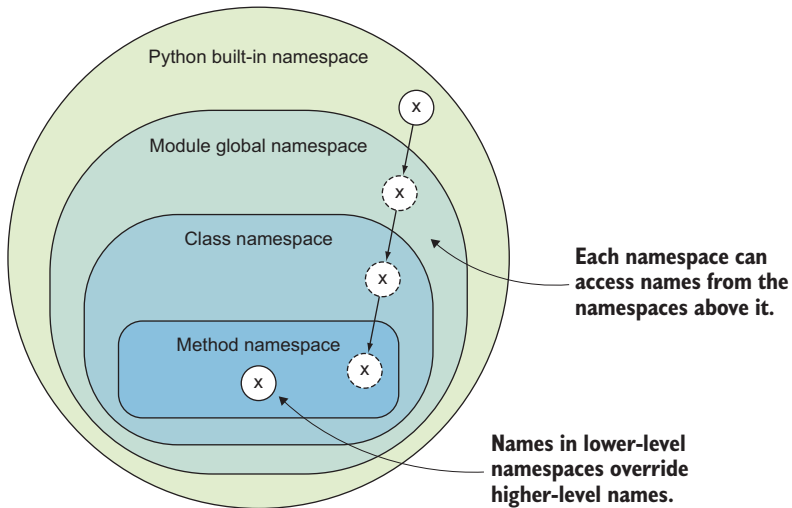 Python built-in namespace
x
Module global namespace
x
Class namespace
x
Each namespace can
access names from the
namespaces above it.
Method namespace
x
x
Names in lower-level
namespaces override
higher-level names.